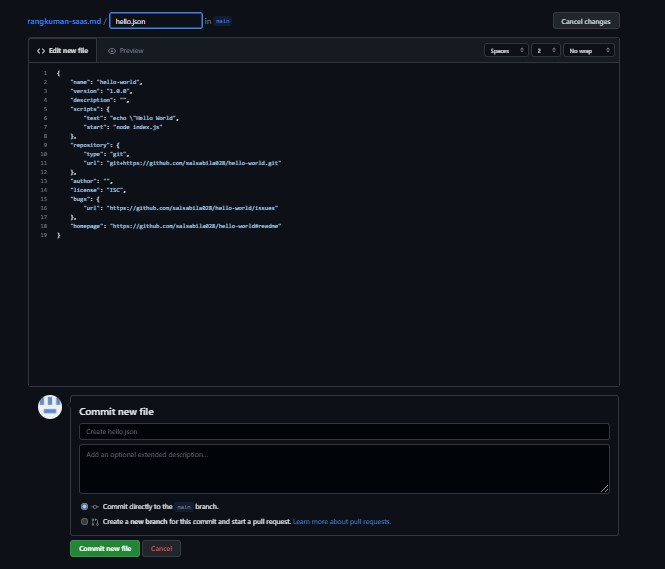 rangkuman-saas.md / hello.json in main
Cancel changes
Edit new file
Preview
Spaces
2
No wrap
1 {
2 "name": "hello-world",
3 "version": "1.0.0",
4 "description": "",
5 "scripts": {
6 "test": "echo \"Hello World",
7 "start": "node index.js"
8 },
9 "repository": {
10 "type": "git",
11 "url": "git+https://github.com/salsabila028/hello-world.git"
12 },
13 "author": "",
14 "license": "ISC",
15 "bugs": {
16 "url": "https://github.com/salsabila028/hello-world/issues"
17 },
18 "homepage": "https://github.com/salsabila028/hello-world#readme"
19 }
Commit new file
Create hello.json
Add an optional extended description...
Commit directly to the main branch.
Create a new branch for this commit and start a pull request. Learn more about pull requests.
Commit new file
Cancel